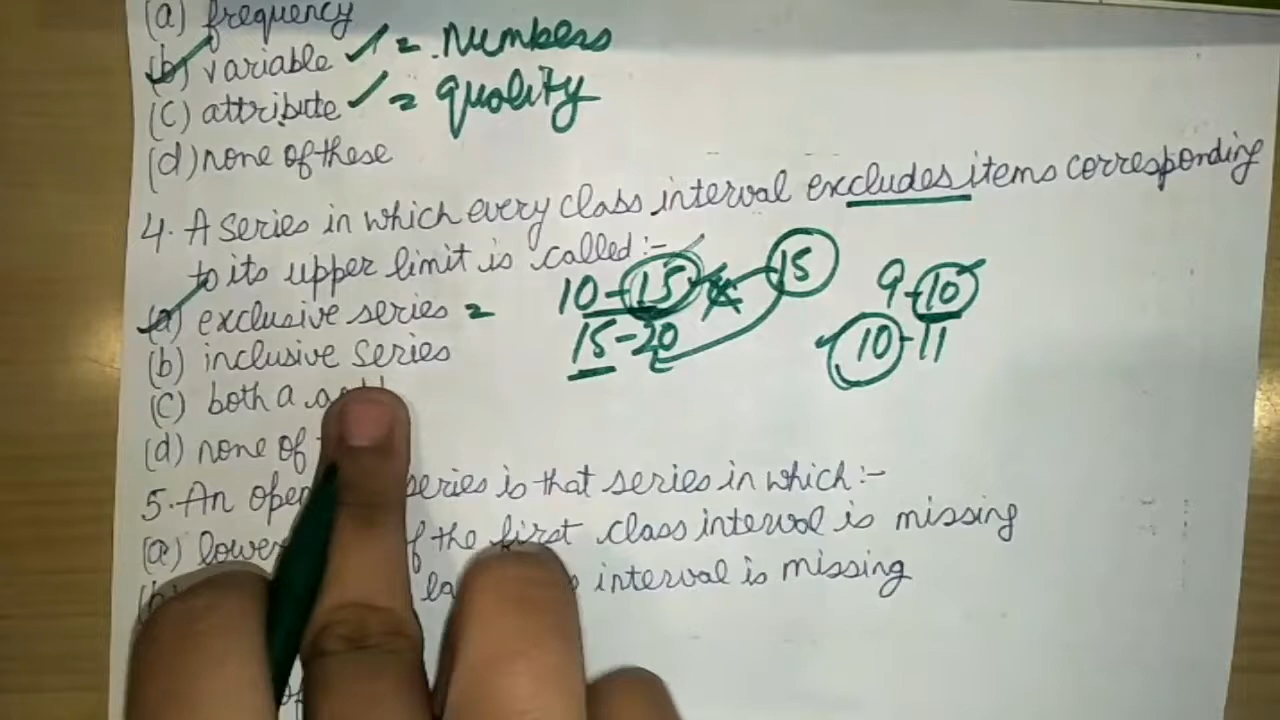 (a) frequency
(b) variable ✓ = Numbers
(c) attribute ✓ = quality
(d) none of these
4. A series in which every class interval excludes items corresponding
to its upper limit is called :-
(a) exclusive series =
(b) inclusive series
(c) both a
(d) none of
10-15 15
15-20
9-10
10-11
5. An open series is that series in which :-
(a) lower the first class interval is missing
interval is missing